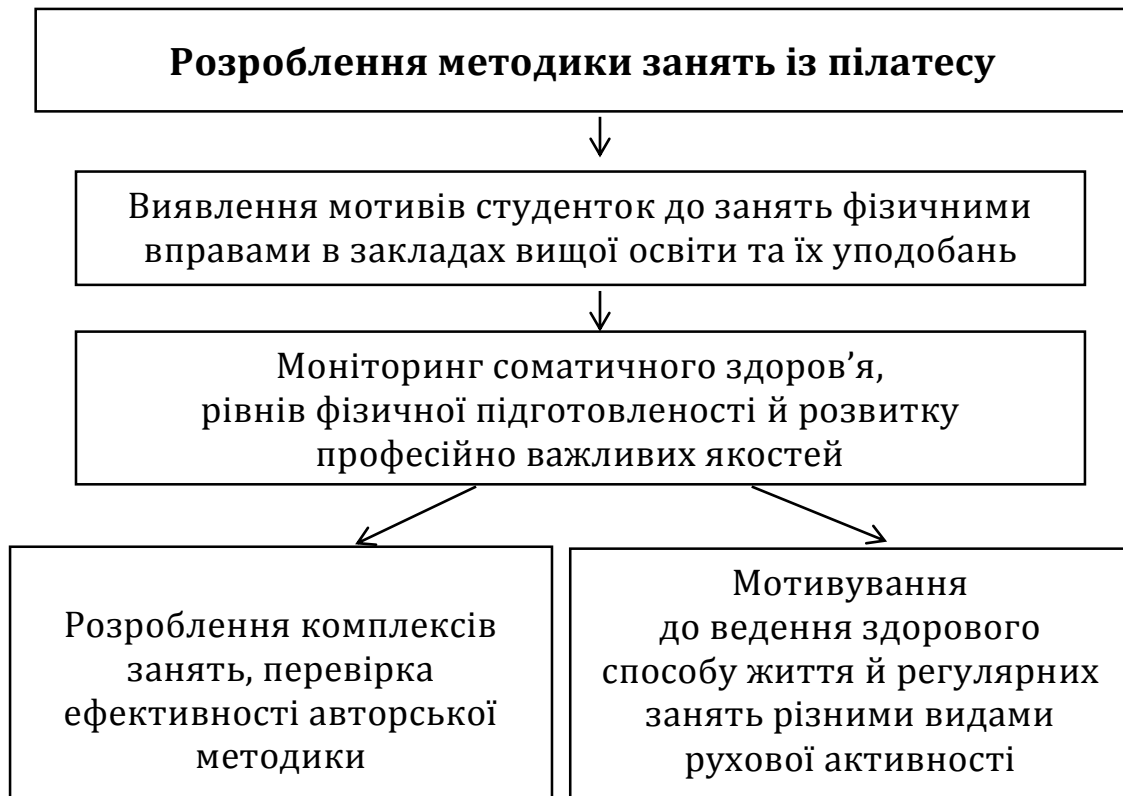 Розроблення методики занять із пілатесу
Виявлення мотивів студенток до занять фізичними
вправами в закладах вищої освіти та їх уподобань
Моніторинг соматичного здоров’я,
рівнів фізичної підготовленості й розвитку
професійно важливих якостей
Розроблення комплексів
занять, перевірка
ефективності авторської
методики
Мотивування
до ведення здорового
способу життя й регулярних
занять різними видами
рухової активності